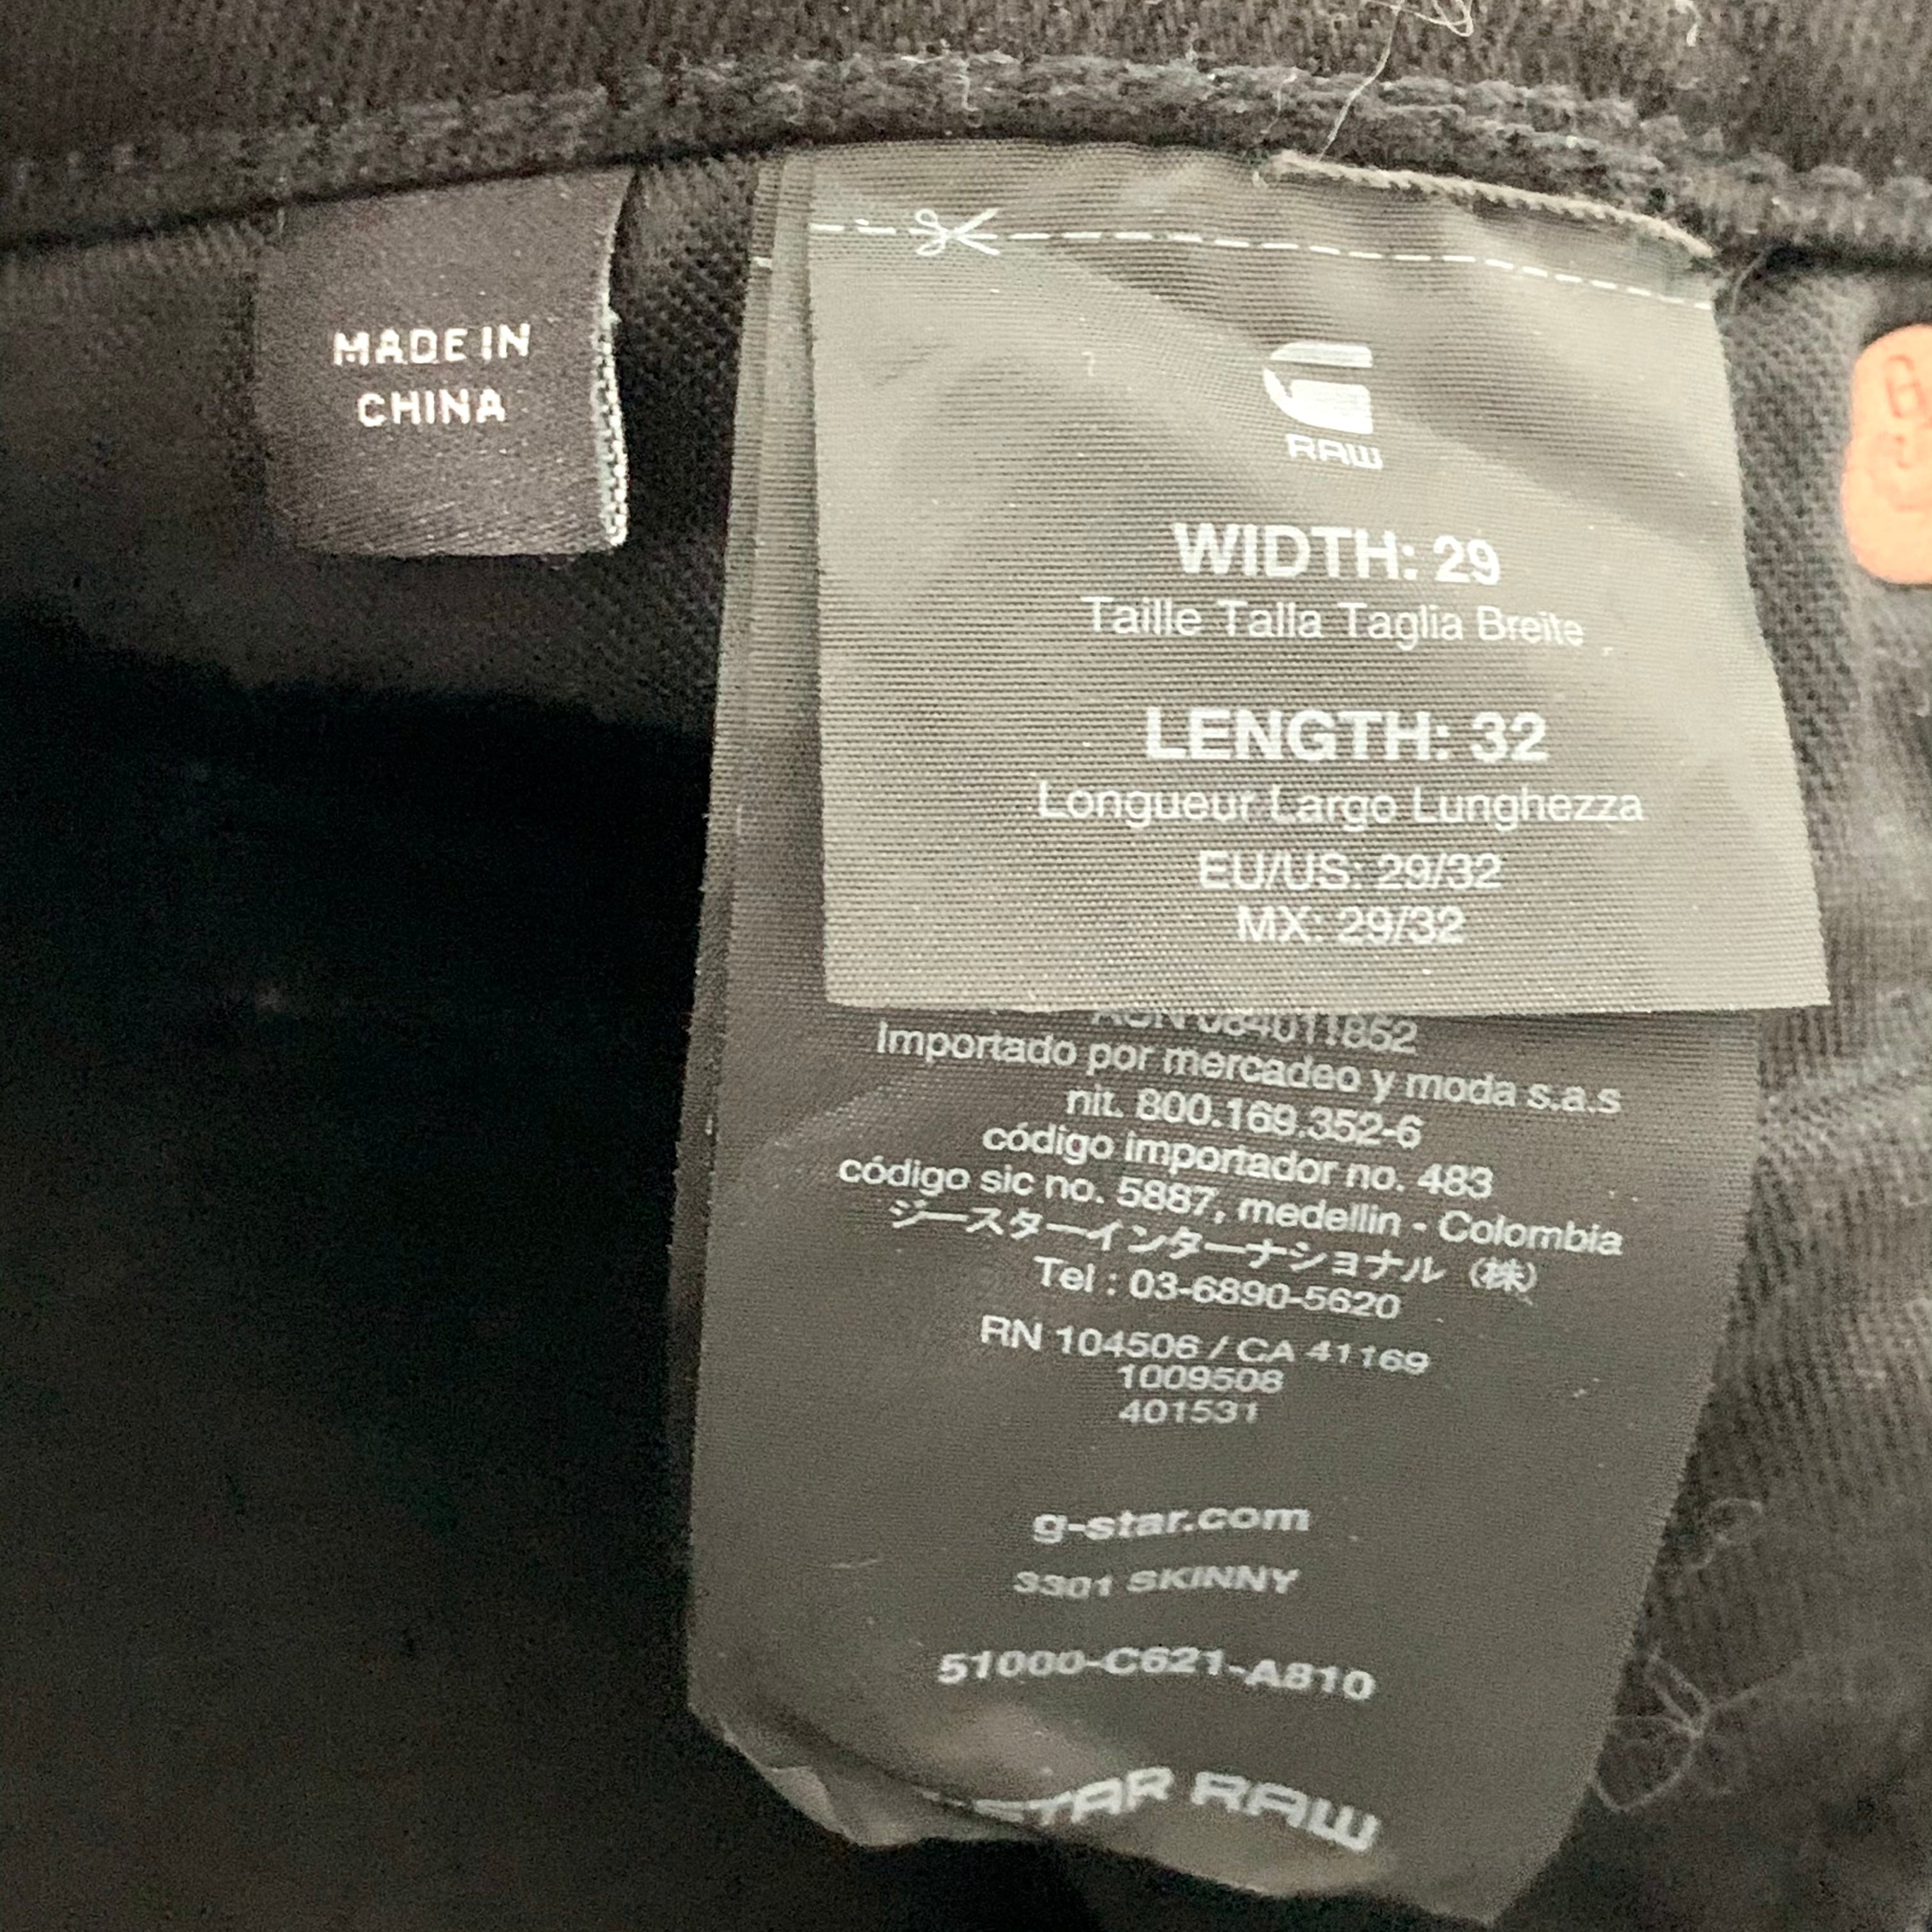 MADE IN
CHINA
RAW
WIDTH: 29
Taille Talla Taglia Breite
LENGTH: 32
Longueur Largo Lunghezza
EU/US: 29/32
MX: 29/32
Importado por mercadeo y moda s.a.s
nit. 800.169.352-6
código importador no. 483
código sic no. 5887, medellin - Colombia
ジースターインターナショナル（株）
Tel : 03-6890-5620
RN 104506 / CA 41169
1009508
401531
g-star.com
3301 SKINNY
51000-C621-A810
RAW